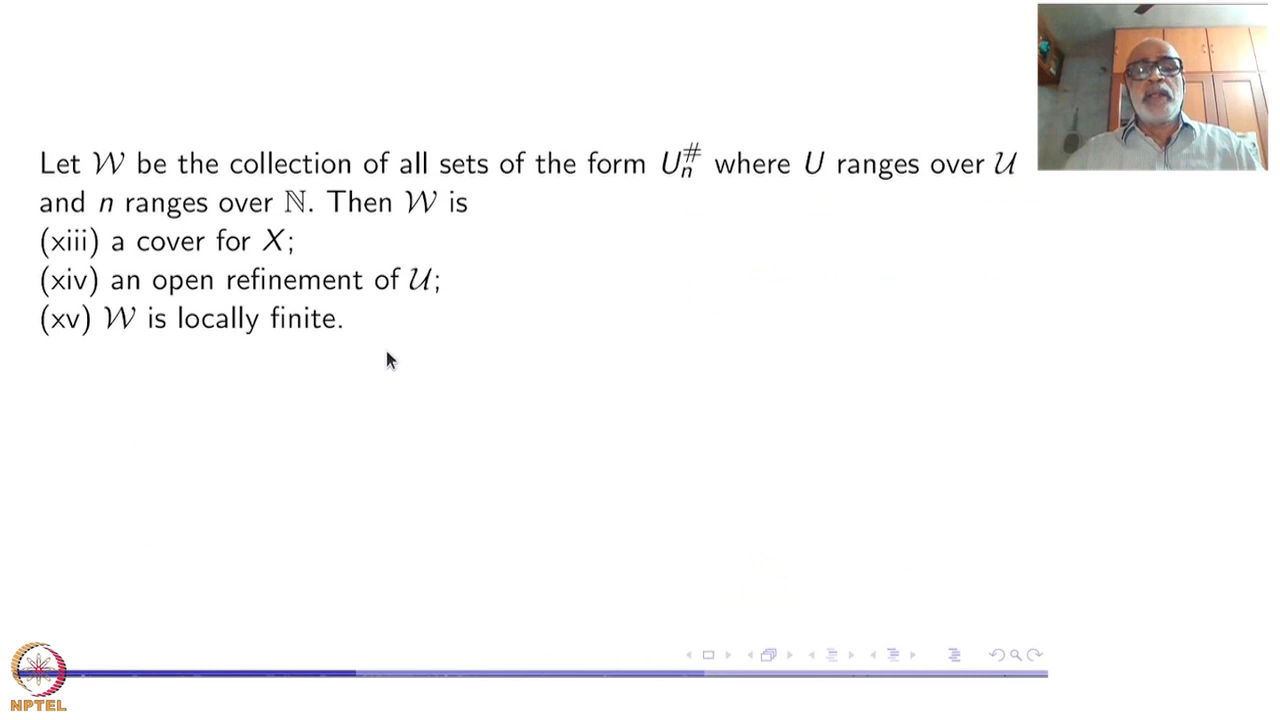 Let 𝒲 be the collection of all sets of the form Uₙ^# where U ranges over 𝒰
and n ranges over ℕ. Then 𝒲 is
(xiii) a cover for X;
(xiv) an open refinement of 𝒰;
(xv) 𝒲 is locally finite.
NPTEL